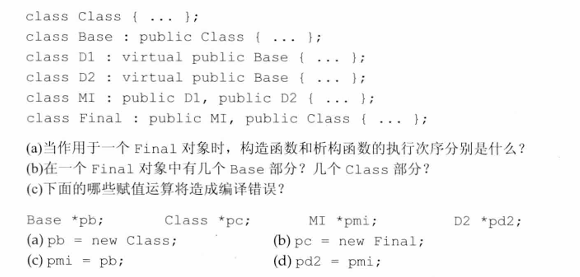 class Class { ... };
class Base : public Class { ... };
class D1 : virtual public Base { ... };
class D2 : virtual public Base { ... };
class MI : public D1, public D2 { ... };
class Final : public MI, public Class { ... };
(a)当作用于一个 Final 对象时，构造函数和析构函数的执行次序分别是什么？
(b)在一个 Final 对象中有几个 Base 部分？几个 Class 部分？
(c)下面的哪些赋值运算将造成编译错误？
Base *pb; Class *pc; MI *pmi; D2 *pd2;
(a) pb = new Class; (b) pc = new Final;
(c) pmi = pb; (d) pd2 = pmi;